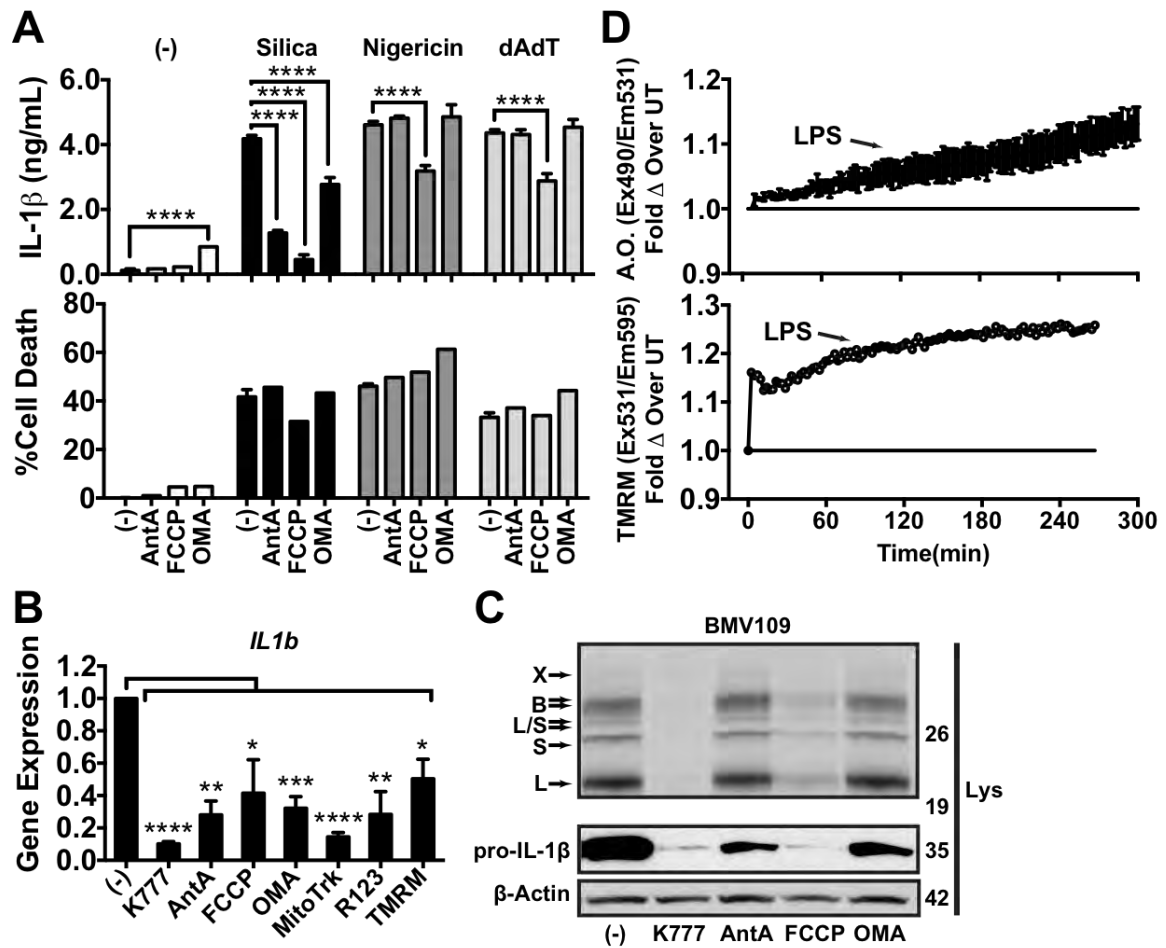 A
(-)
Silica
Nigericin
dAdT
IL-1β (ng/mL)
6.0
4.0
2.0
0.0
****
****
****
****
****
****
%Cell Death
80
60
40
20
0
(-)
AntA
FCCP
OMA
(-)
AntA
FCCP
OMA
(-)
AntA
FCCP
OMA
(-)
AntA
FCCP
OMA
D
A.O. (Ex490/Em531)
Fold Δ Over UT
1.2
1.1
1.0
0.9
LPS
TMRM (Ex531/Em595)
Fold Δ Over UT
1.3
1.2
1.1
1.0
0.9
LPS
0
60
120
180
240
300
Time(min)
B
IL1b
Gene Expression
1.2
1.0
0.8
0.6
0.4
0.2
0.0
****
**
*
***
****
**
*
(-)
K777
AntA
FCCP
OMA
MitoTrk
R123
TMRM
C
BMV109
X
B
L/S
S
L
26
19
Lys
pro-IL-1β
35
β-Actin
42
(-)
K777
AntA
FCCP
OMA